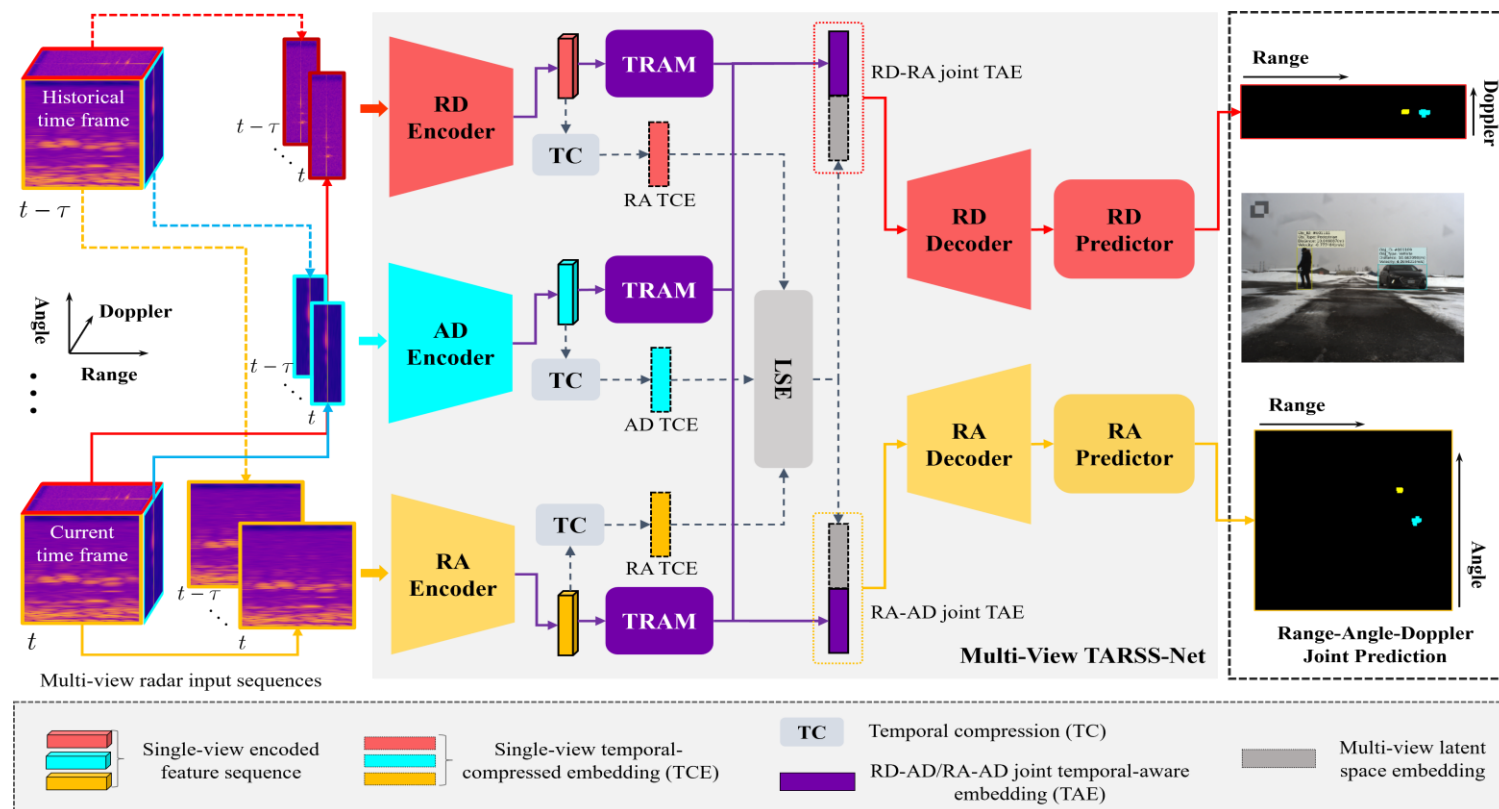 Historical
time frame
t − τ
t − τ
t
Angle
Doppler
Range
t − τ
t
Current
time frame
t
t − τ
t
Multi-view radar input sequences
RD
Encoder
TRAM
TC
RA TCE
AD
Encoder
TRAM
TC
AD TCE
RA
Encoder
TC
RA TCE
TRAM
LSE
RD-RA joint TAE
RD
Decoder
RD
Predictor
RA
Decoder
RA
Predictor
RA-AD joint TAE
Multi-View TARSS-Net
Range
Doppler
Range
Angle
Range-Angle-Doppler
Joint Prediction
Single-view encoded
feature sequence
Single-view temporal-
compressed embedding (TCE)
TC
Temporal compression (TC)
RD-AD/RA-AD joint temporal-aware
embedding (TAE)
Multi-view latent
space embedding